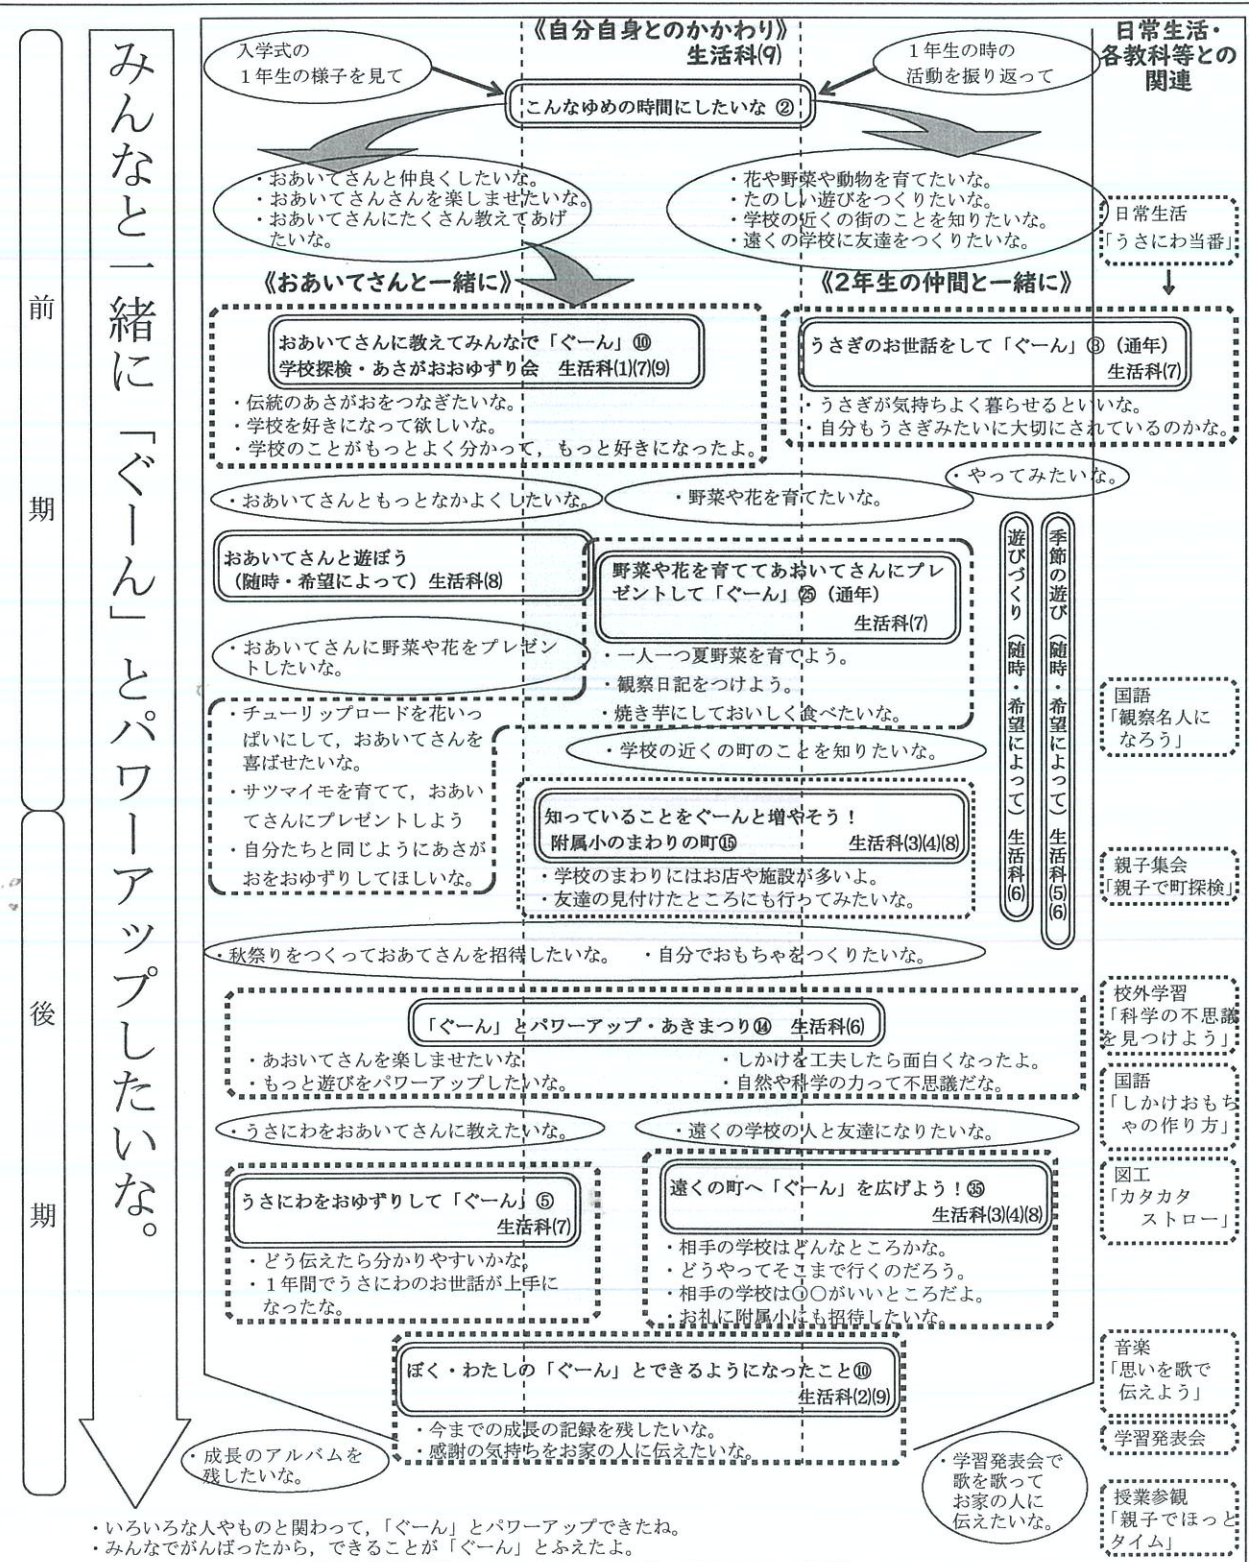 《自分自身とのかかわり》
生活科(9)
日常生活・
各教科等との
関連
入学式の
1年生の様子を見て
1年生の時の
活動を振り返って
こんなゆめの時間にしたいな ②
みんなと一緒に「ぐーん」とパワーアップしたいな。
前期
後期
・おあいてさんと仲良くしたいな。
・おあいてさんさんを楽しませたいな。
・おあいてさんにたくさん教えてあげ
たいな。
・花や野菜や動物を育てたいな。
・たのしい遊びをつくりたいな。
・学校の近くの街のことを知りたいな。
・遠くの学校に友達をつくりたいな。
日常生活
「うさにわ当番」
《おあいてさんと一緒に》
《2年生の仲間と一緒に》
おあいてさんに教えてみんなで「ぐーん」⑩
学校探検・あさがおおゆずり会 生活科(1)(7)(9)
・伝統のあさがおをつなぎたいな。
・学校を好きになって欲しいな。
・学校のことがもっとよく分かって，もっと好きになったよ。
うさぎのお世話をして「ぐーん」③（通年）
生活科(7)
・うさぎが気持ちよく暮らせるといいな。
・自分もうさぎみたいに大切にされているのかな。
・おあいてさんともっとなかよくしたいな。
・野菜や花を育てたいな。
・やってみたいな。
おあいてさんと遊ぼう
（随時・希望によって）生活科(8)
野菜や花を育ててあおいてさんにプレ
ゼントして「ぐーん」㉕（通年）
生活科(7)
・一人一つ夏野菜を育てよう。
・観察日記をつけよう。
・焼き芋にしておいしく食べたいな。
遊びづくり（随時・希望によって）生活科(6)
季節の遊び（随時・希望によって）生活科(5)(6)
・おあいてさんに野菜や花をプレゼン
トしたいな。
・チューリップロードを花いっ
ぱいにして，おあいてさんを
喜ばせたいな。
・サツマイモを育てて，おあい
てさんにプレゼントしよう
・自分たちと同じようにあさが
おをおゆずりしてほしいな。
国語
「観察名人に
なろう」
・学校の近くの町のことを知りたいな。
知っていることをぐーんと増やそう！
附属小のまわりの町⑮ 生活科(3)(4)(8)
・学校のまわりにはお店や施設が多いよ。
・友達の見付けたところにも行ってみたいな。
親子集会
「親子で町探検」
・秋祭りをつくっておあてさんを招待したいな。 ・自分でおもちゃをつくりたいな。
「ぐーん」とパワーアップ・あきまつり⑭ 生活科(6)
・あおいてさんを楽しませたいな
・もっと遊びをパワーアップしたいな。
・しかけを工夫したら面白くなったよ。
・自然や科学の力って不思議だな。
校外学習
「科学の不思議
を見つけよう」
国語
「しかけおもち
ゃの作り方」
・うさにわをおあいてさんに教えたいな。
・遠くの学校の人と友達になりたいな。
うさにわをおゆずりして「ぐーん」⑤
生活科(7)
・どう伝えたら分かりやすいかな。
・1年間でうさにわのお世話が上手に
なったな。
遠くの町へ「ぐーん」を広げよう！㉟
生活科(3)(4)(8)
・相手の学校はどんなところかな。
・どうやってそこまで行くのだろう。
・相手の学校は〇〇がいいところだよ。
・お礼に附属小にも招待したいな。
図工
「カタカタ
ストロー」
ぼく・わたしの「ぐーん」とできるようになったこと⑩
生活科(2)(9)
・今までの成長の記録を残したいな。
・感謝の気持ちをお家の人に伝えたいな。
音楽
「思いを歌で
伝えよう」
学習発表会
・成長のアルバムを
残したいな。
・学習発表会で
歌を歌って
お家の人に
伝えたいな。
授業参観
「親子でほっと
タイム」
・いろいろな人やものと関わって，「ぐーん」とパワーアップできたね。
・みんなでがんばったから，できることが「ぐーん」とふえたよ。